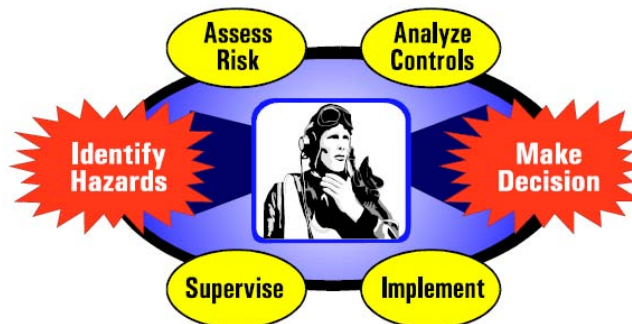 Assess
Risk
Analyze
Controls
Identify
Hazards
Make
Decision
Supervise
Implement